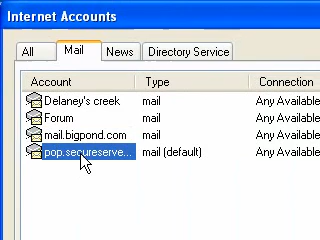 Internet Accounts
All Mail News Directory Service
Account Type Connection
Delaney's creek mail Any Available
Forum mail Any Available
mail.bigpond.com mail Any Available
pop.secureserve... mail (default) Any Available